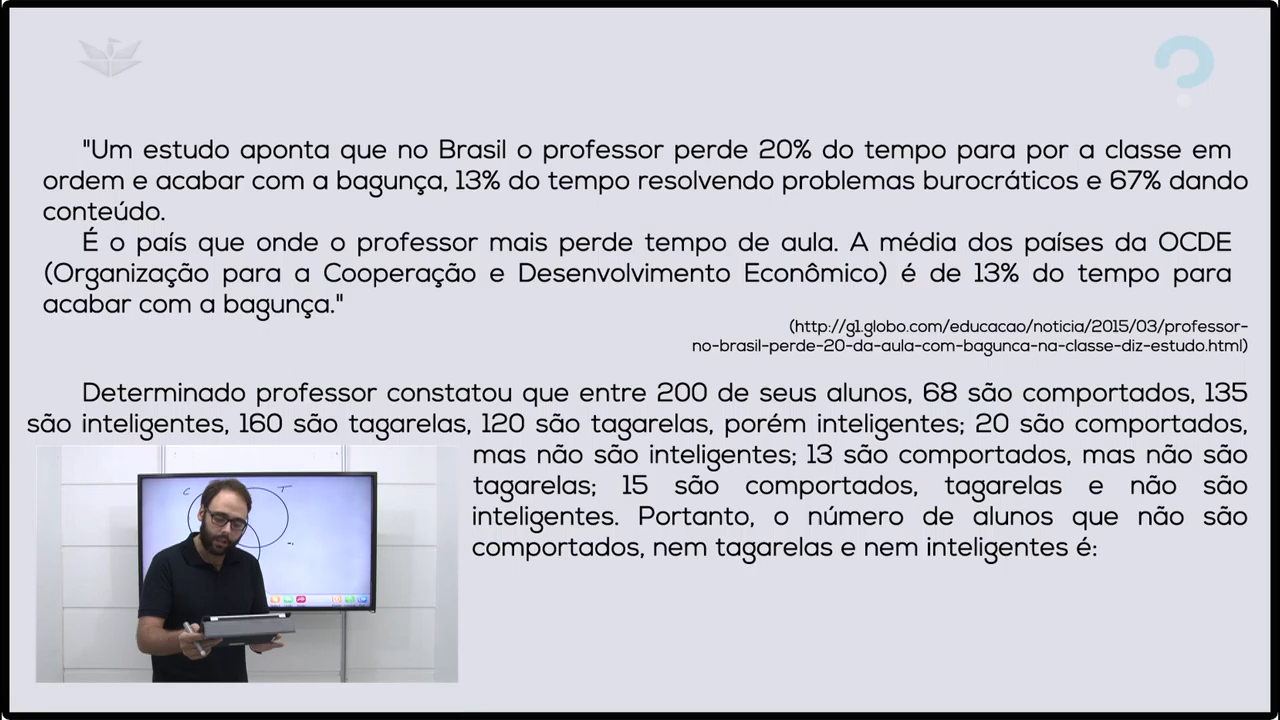 "Um estudo aponta que no Brasil o professor perde 20% do tempo para por a classe em
ordem e acabar com a bagunça, 13% do tempo resolvendo problemas burocráticos e 67% dando
conteúdo.
É o país que onde o professor mais perde tempo de aula. A média dos países da OCDE
(Organização para a Cooperação e Desenvolvimento Econômico) é de 13% do tempo para
acabar com a bagunça."
(http://g1.globo.com/educacao/noticia/2015/03/professor-
no-brasil-perde-20-da-aula-com-bagunca-na-classe-diz-estudo.html)
Determinado professor constatou que entre 200 de seus alunos, 68 são comportados, 135
são inteligentes, 160 são tagarelas, 120 são tagarelas, porém inteligentes; 20 são comportados,
mas não são inteligentes; 13 são comportados, mas não são
tagarelas; 15 são comportados, tagarelas e não são
inteligentes. Portanto, o número de alunos que não são
comportados, nem tagarelas e nem inteligentes é:
C T